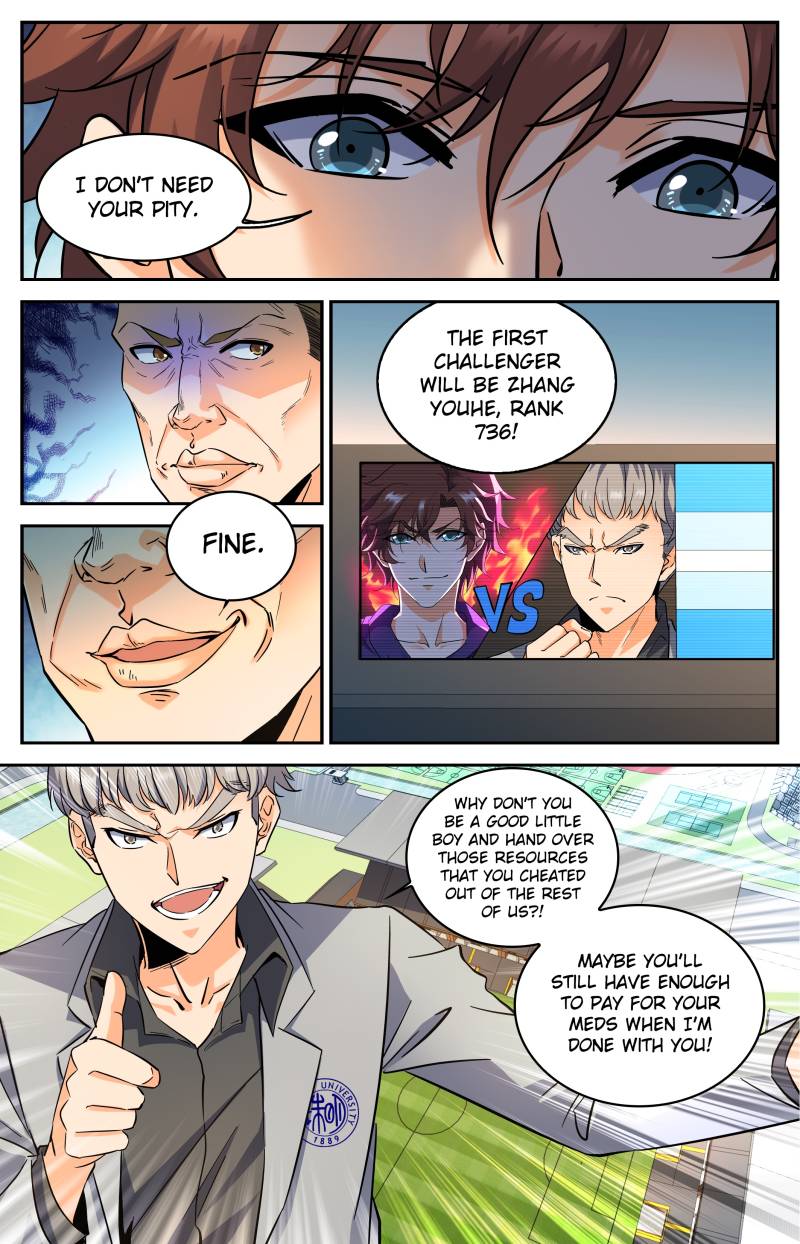 I DON'T NEED
YOUR PITY.
THE FIRST
CHALLENGER
WILL BE ZHANG
YOUHE, RANK
736!
VS
FINE.
WHY DON'T YOU
BE A GOOD LITTLE
BOY AND HAND OVER
THOSE RESOURCES
THAT YOU CHEATED
OUT OF THE REST
OF US?!
MAYBE YOU'LL
STILL HAVE ENOUGH
TO PAY FOR YOUR
MEDS WHEN I'M
DONE WITH YOU!
UNIVERSITY
1889